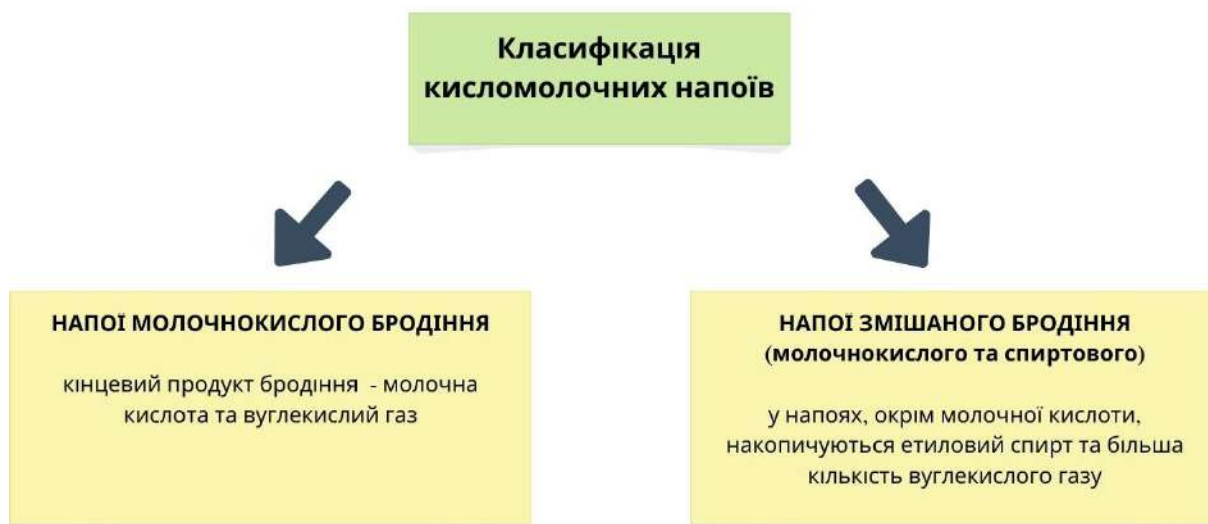 Класифікація
кисломолочних напоїв
НАПОЇ МОЛОЧНОКИСЛОГО БРОДІННЯ
кінцевий продукт бродіння - молочна
кислота та вуглекислий газ
НАПОЇ ЗМІШАНОГО БРОДІННЯ
(молочнокислого та спиртового)
у напоях, окрім молочної кислоти,
накопичуються етиловий спирт та більша
кількість вуглекислого газу